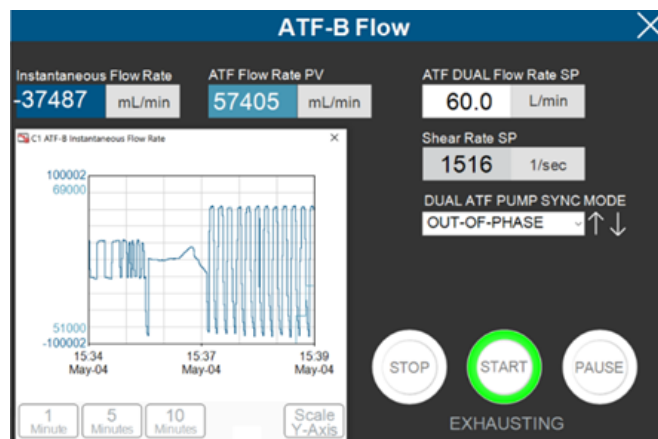 ATF-B Flow
Instantaneous Flow Rate
-37487 mL/min
ATF Flow Rate PV
57405 mL/min
ATF DUAL Flow Rate SP
60.0 L/min
Shear Rate SP
1516 1/sec
DUAL ATF PUMP SYNC MODE
OUT-OF-PHASE
C1 ATF-B Instantaneous Flow Rate
100002
69000
51000
-100002
15:34
May-04
15:37
May-04
15:39
May-04
1
Minute
5
Minutes
10
Minutes
Scale
Y-Axis
STOP
START
PAUSE
EXHAUSTING